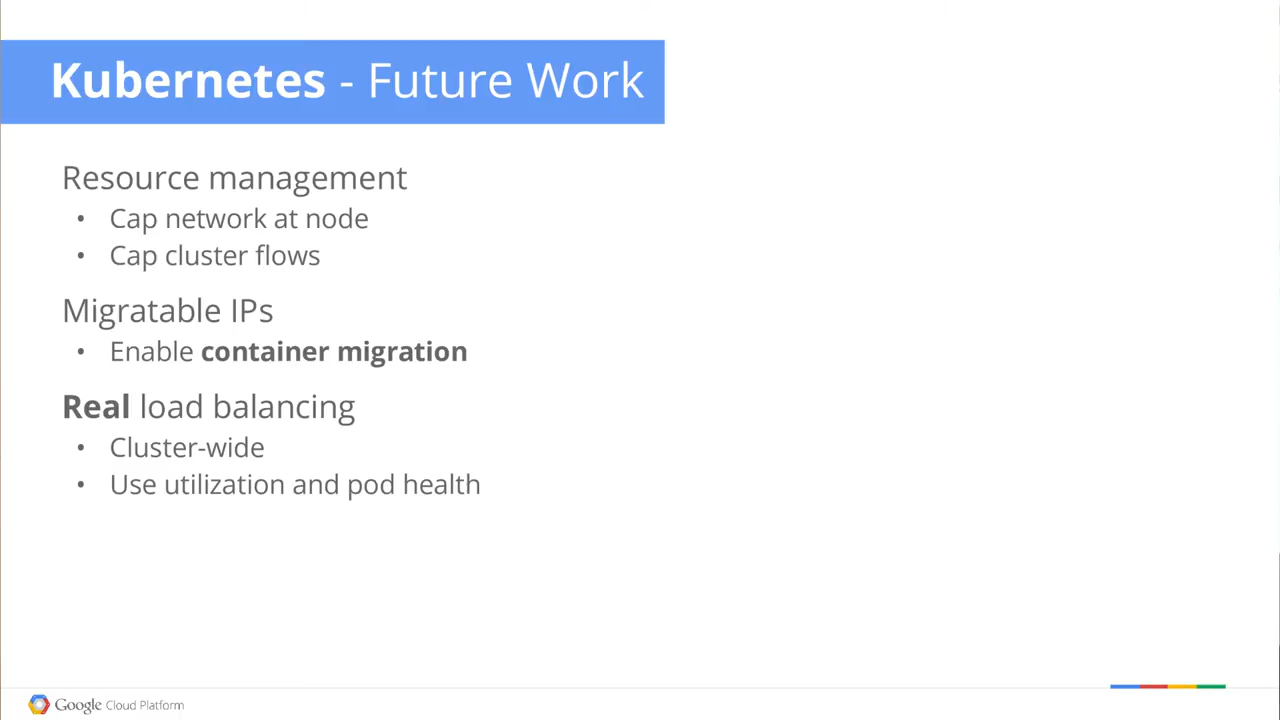 Kubernetes - Future Work
Resource management
• Cap network at node
• Cap cluster flows
Migratable IPs
• Enable container migration
Real load balancing
• Cluster-wide
• Use utilization and pod health
Google Cloud Platform